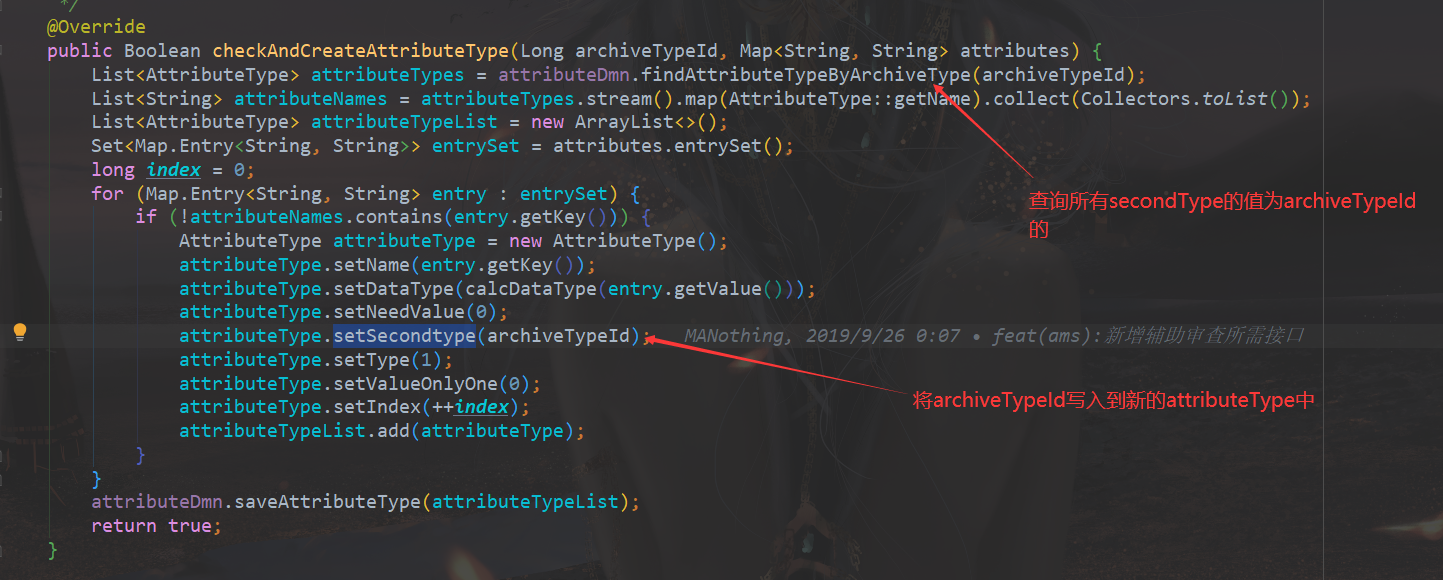 */
@Override
public Boolean checkAndCreateAttributeType(Long archiveTypeId, Map<String, String> attributes) {
List<AttributeType> attributeTypes = attributeDmn.findAttributeTypeByArchiveType(archiveTypeId);
List<String> attributeNames = attributeTypes.stream().map(AttributeType::getName).collect(Collectors.toList());
List<AttributeType> attributeTypeList = new ArrayList<>();
Set<Map.Entry<String, String>> entrySet = attributes.entrySet();
long index = 0;
for (Map.Entry<String, String> entry : entrySet) {
查询所有secondType的值为archiveTypeId
的
if (!attributeNames.contains(entry.getKey())) {
AttributeType attributeType = new AttributeType();
attributeType.setName(entry.getKey());
attributeType.setDataType(calcDataType(entry.getValue()));
attributeType.setNeedValue(0);
attributeType.setSecondtype(archiveTypeId); MANothing, 2019/9/26 0:07 • feat(ams):新增辅助审查所需接口
attributeType.setType(1);
attributeType.setValueOnlyOne(0);
将archiveTypeId写入到新的attributeType中
attributeType.setIndex(++index);
attributeTypeList.add(attributeType);
}
}
attributeDmn.saveAttributeType(attributeTypeList);
return true;
}